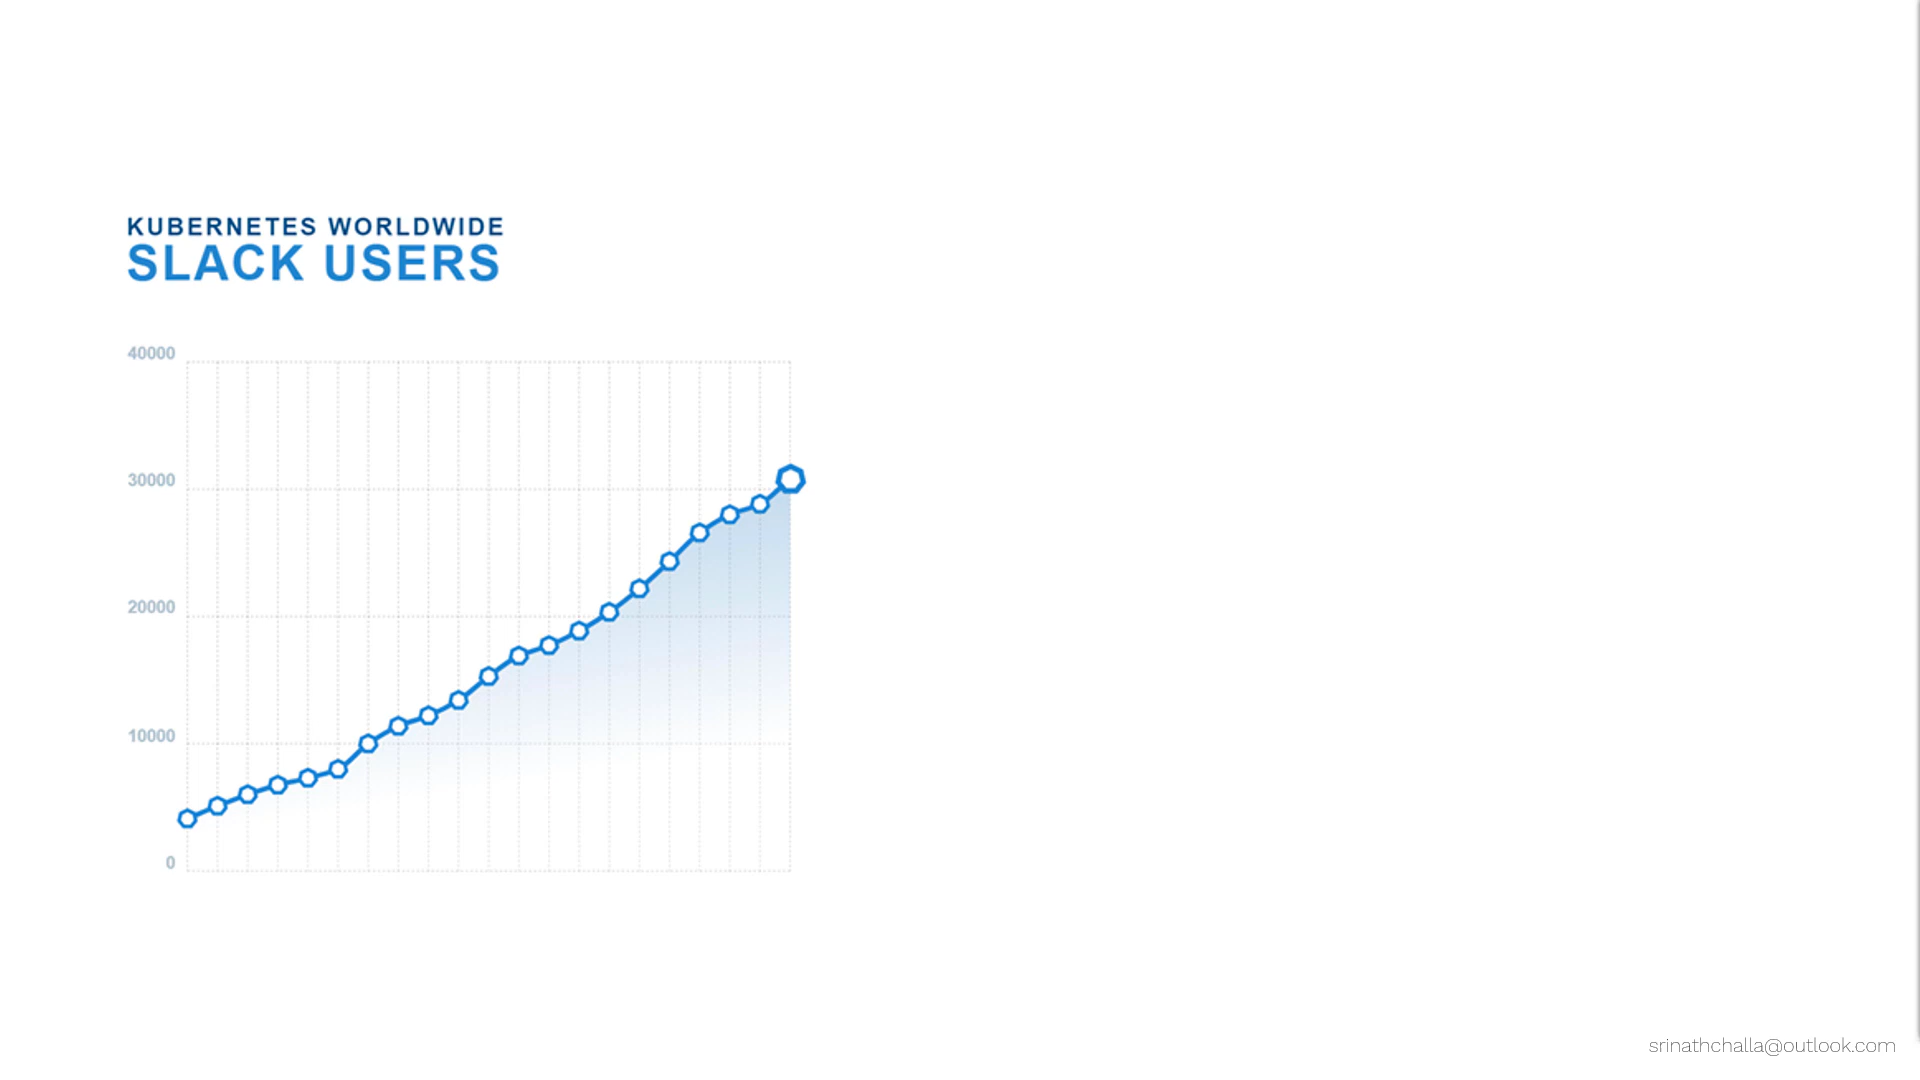 KUBERNETES WORLDWIDE
SLACK USERS
40000
30000
20000
10000
0
srinathchalla@outlook.com